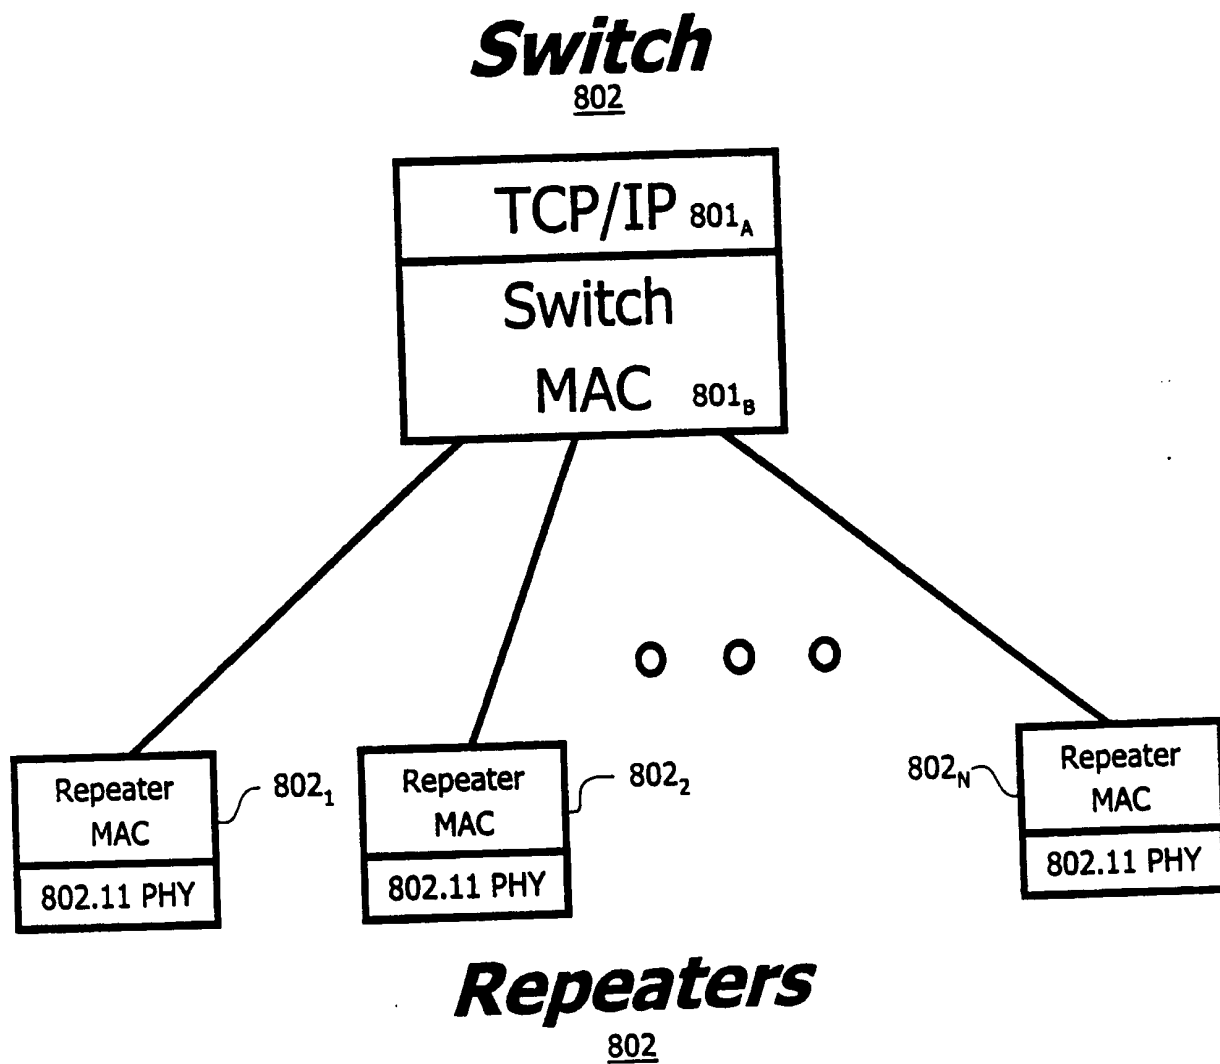 Switch
802
TCP/IP 801A
Switch
MAC 801B
Repeater
MAC
802.11 PHY
8021
Repeater
MAC
802.11 PHY
8022
802N
Repeater
MAC
802.11 PHY
Repeaters
802